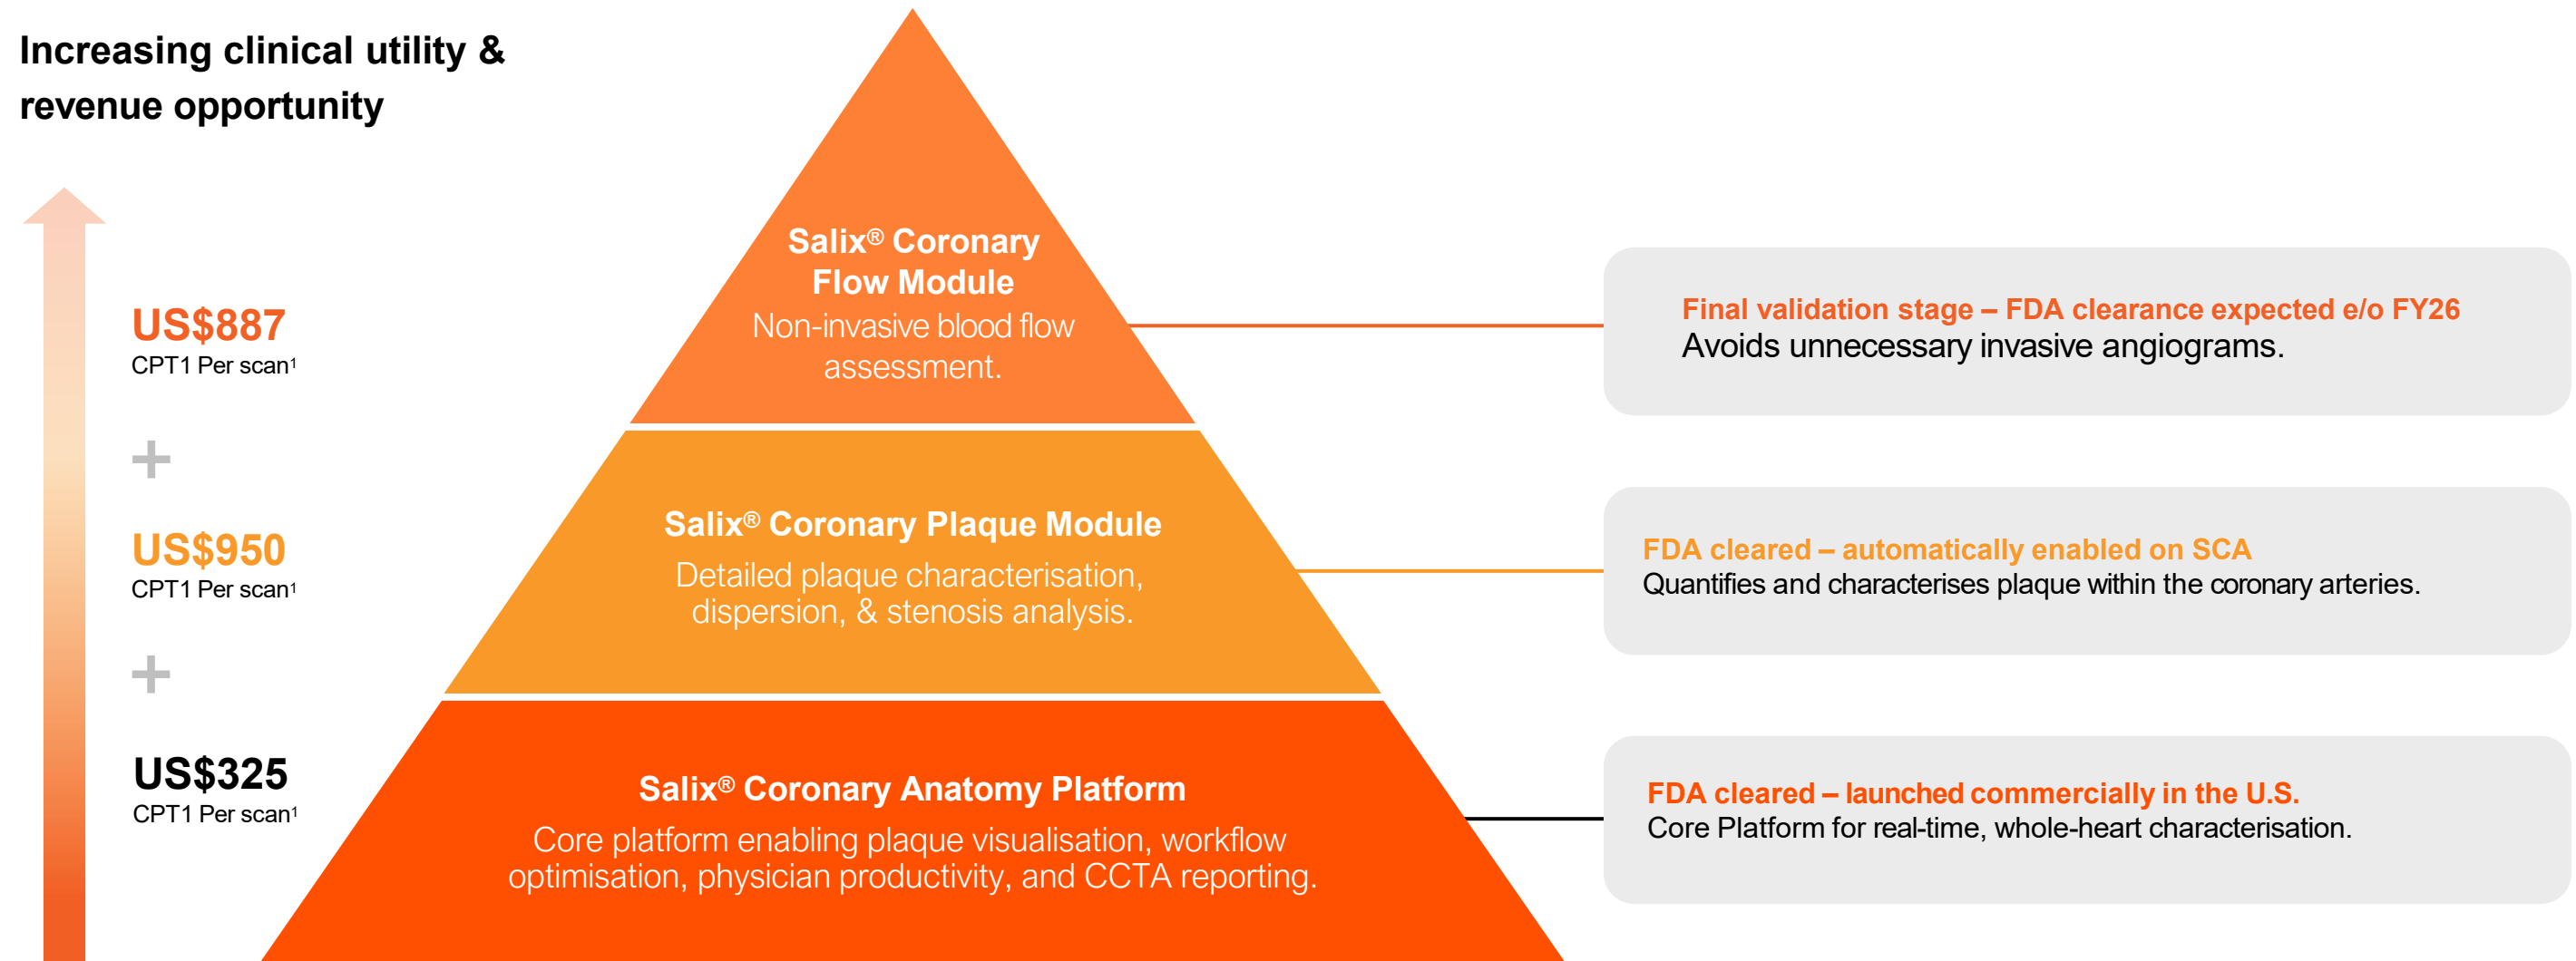 Increasing clinical utility &
revenue opportunity
US$887
CPT1 Per scan¹
+
US$950
CPT1 Per scan¹
+
US$325
CPT1 Per scan¹
Salix® Coronary
Flow Module
Non-invasive blood flow
assessment.
Salix® Coronary Plaque Module
Detailed plaque characterisation,
dispersion, & stenosis analysis.
Salix® Coronary Anatomy Platform
Core platform enabling plaque visualisation, workflow
optimisation, physician productivity, and CCTA reporting.
Final validation stage – FDA clearance expected e/o FY26
Avoids unnecessary invasive angiograms.
FDA cleared – automatically enabled on SCA
Quantifies and characterises plaque within the coronary arteries.
FDA cleared – launched commercially in the U.S.
Core Platform for real-time, whole-heart characterisation.